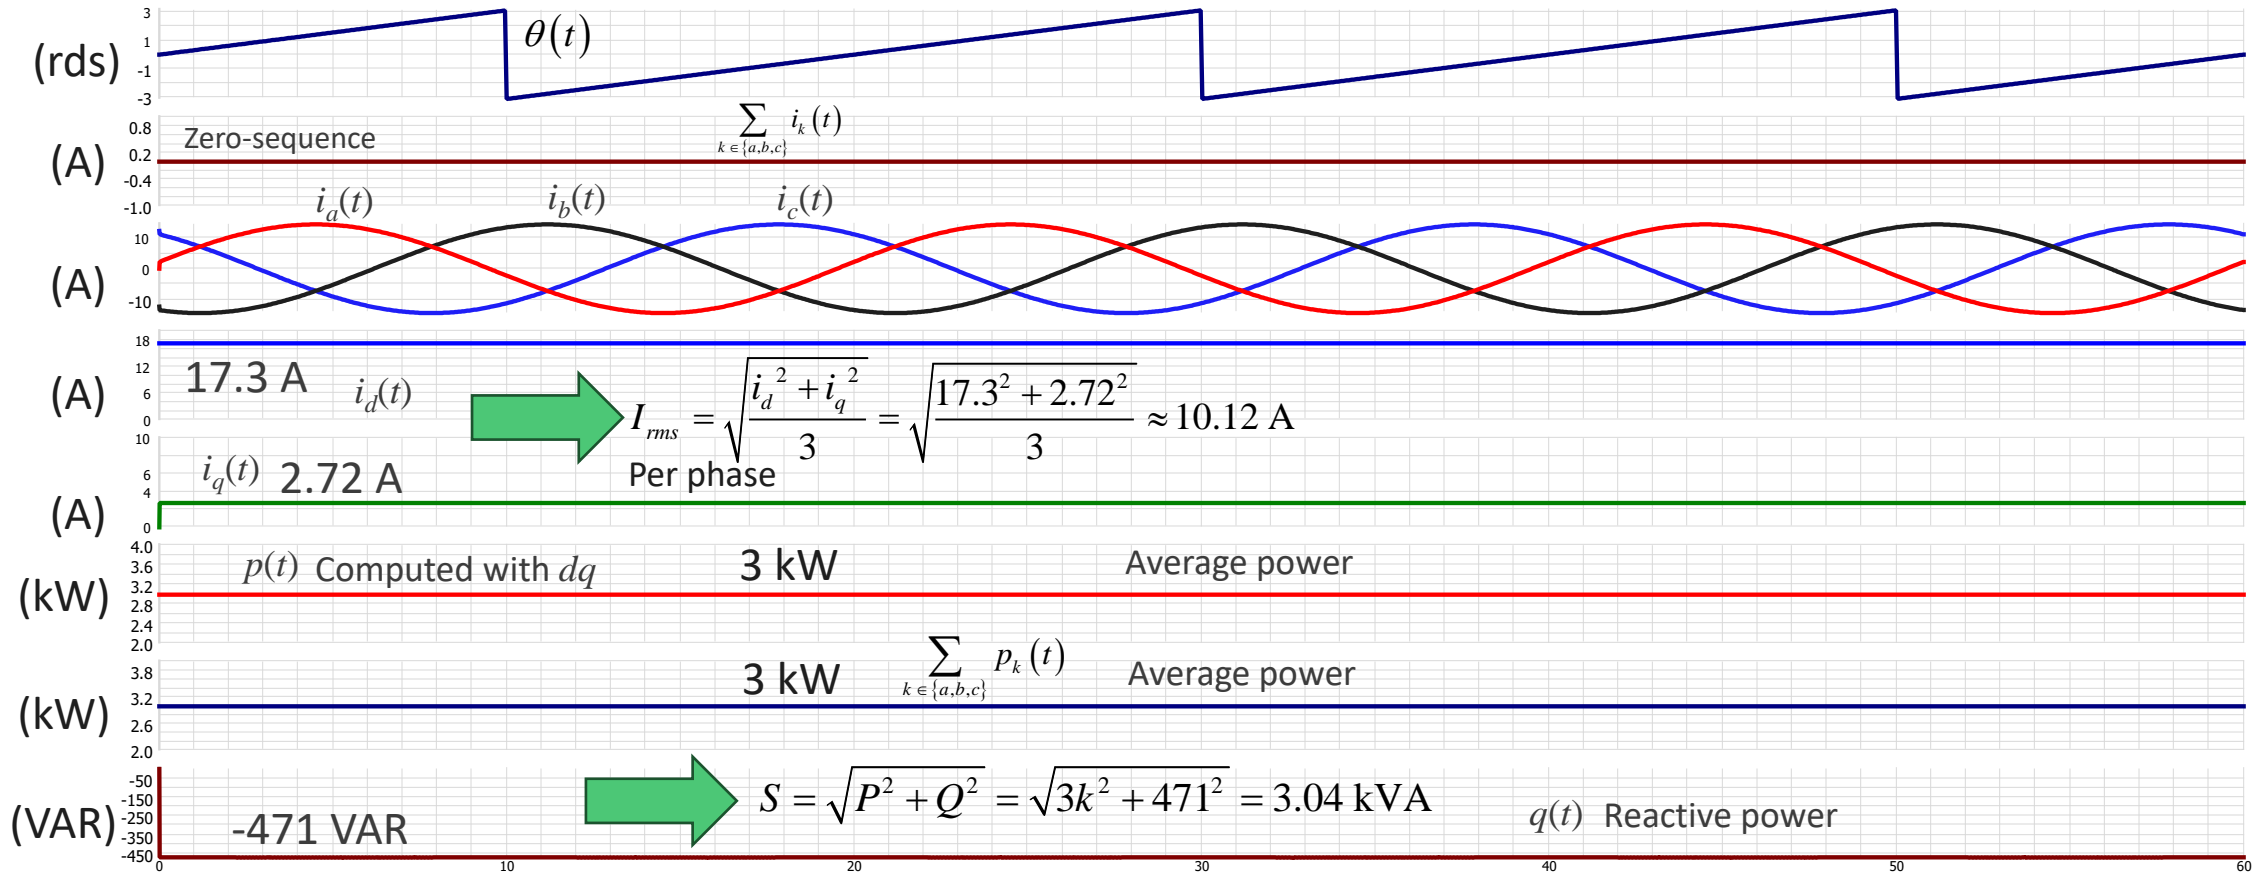 3
1
-1
-3
(rds)
θ(t)
0.8
0.2
-0.4
-1.0
(A)
Zero-sequence
∑ i_k(t)
k∈{a,b,c}
i_a(t) i_b(t) i_c(t)
10
0
-10
(A)
18
12
6
0
(A)
17.3 A i_d(t)
I_rms = √((i_d² + i_q²)/3) = √((17.3² + 2.72²)/3) ≈ 10.12 A
Per phase
10
6
4
0
(A)
i_q(t) 2.72 A
4.0
3.6
3.2
2.8
2.4
2.0
(kW)
p(t) Computed with dq 3 kW Average power
3.8
3.2
2.6
2.0
(kW)
3 kW ∑ p_k(t) Average power
k∈{a,b,c}
-50
-150
-250
-350
-450
(VAR)
-471 VAR
S = √(P² + Q²) = √(3k² + 471²) = 3.04 kVA
q(t) Reactive power
0 10 20 30 40 50 60